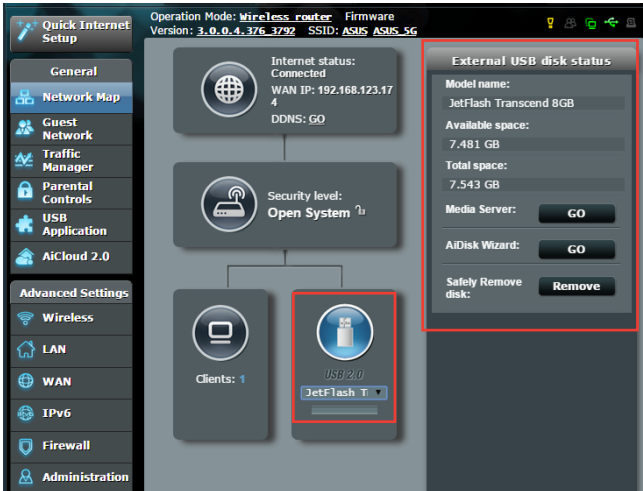 Operation Mode: Wireless router Firmware
Version: 3.0.0.4.376_3792 SSID: ASUS ASUS_5G
Quick Internet
Setup
General
Network Map
Guest
Network
Traffic
Manager
Parental
Controls
USB
Application
AiCloud 2.0
Advanced Settings
Wireless
LAN
WAN
IPv6
Firewall
Administration
Internet status:
Connected
WAN IP: 192.168.123.17
4
DDNS: GO
Security level:
Open System
Clients: 1
USB 2.0
JetFlash T
External USB disk status
Model name:
JetFlash Transcend 8GB
Available space:
7.481 GB
Total space:
7.543 GB
Media Server: GO
AiDisk Wizard: GO
Safely Remove
disk: Remove